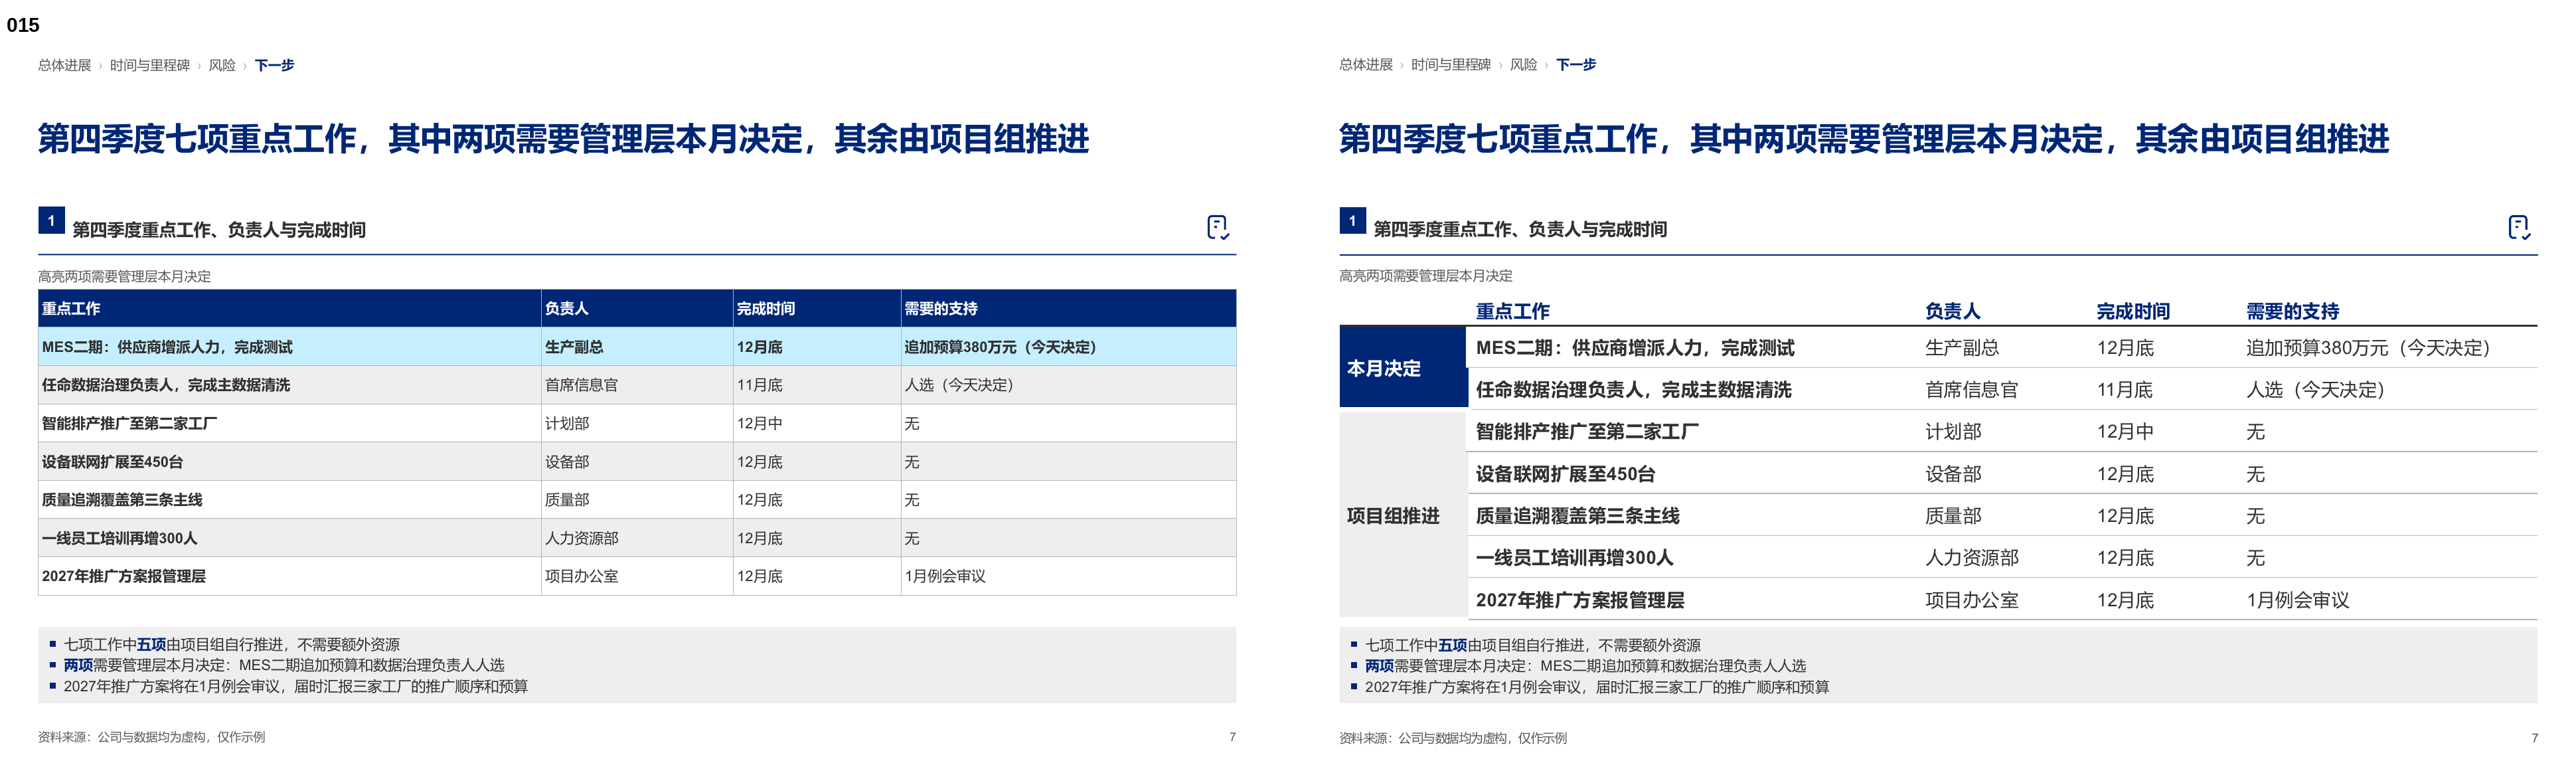 015
总体进展 › 时间与里程碑 › 风险 › 下一步
第四季度七项重点工作，其中两项需要管理层本月决定，其余由项目组推进
1 第四季度重点工作、负责人与完成时间
高亮两项需要管理层本月决定
重点工作 负责人 完成时间 需要的支持
MES二期：供应商增派人力，完成测试 生产副总 12月底 追加预算380万元（今天决定）
任命数据治理负责人，完成主数据清洗 首席信息官 11月底 人选（今天决定）
智能排产推广至第二家工厂 计划部 12月中 无
设备联网扩展至450台 设备部 12月底 无
质量追溯覆盖第三条主线 质量部 12月底 无
一线员工培训再增300人 人力资源部 12月底 无
2027年推广方案报管理层 项目办公室 12月底 1月例会审议
▪ 七项工作中五项由项目组自行推进，不需要额外资源
▪ 两项需要管理层本月决定：MES二期追加预算和数据治理负责人人选
▪ 2027年推广方案将在1月例会审议，届时汇报三家工厂的推广顺序和预算
资料来源：公司与数据均为虚构，仅作示例 7
总体进展 › 时间与里程碑 › 风险 › 下一步
第四季度七项重点工作，其中两项需要管理层本月决定，其余由项目组推进
1 第四季度重点工作、负责人与完成时间
高亮两项需要管理层本月决定
重点工作 负责人 完成时间 需要的支持
本月决定
MES二期：供应商增派人力，完成测试 生产副总 12月底 追加预算380万元（今天决定）
任命数据治理负责人，完成主数据清洗 首席信息官 11月底 人选（今天决定）
项目组推进
智能排产推广至第二家工厂 计划部 12月中 无
设备联网扩展至450台 设备部 12月底 无
质量追溯覆盖第三条主线 质量部 12月底 无
一线员工培训再增300人 人力资源部 12月底 无
2027年推广方案报管理层 项目办公室 12月底 1月例会审议
▪ 七项工作中五项由项目组自行推进，不需要额外资源
▪ 两项需要管理层本月决定：MES二期追加预算和数据治理负责人人选
▪ 2027年推广方案将在1月例会审议，届时汇报三家工厂的推广顺序和预算
资料来源：公司与数据均为虚构，仅作示例 7